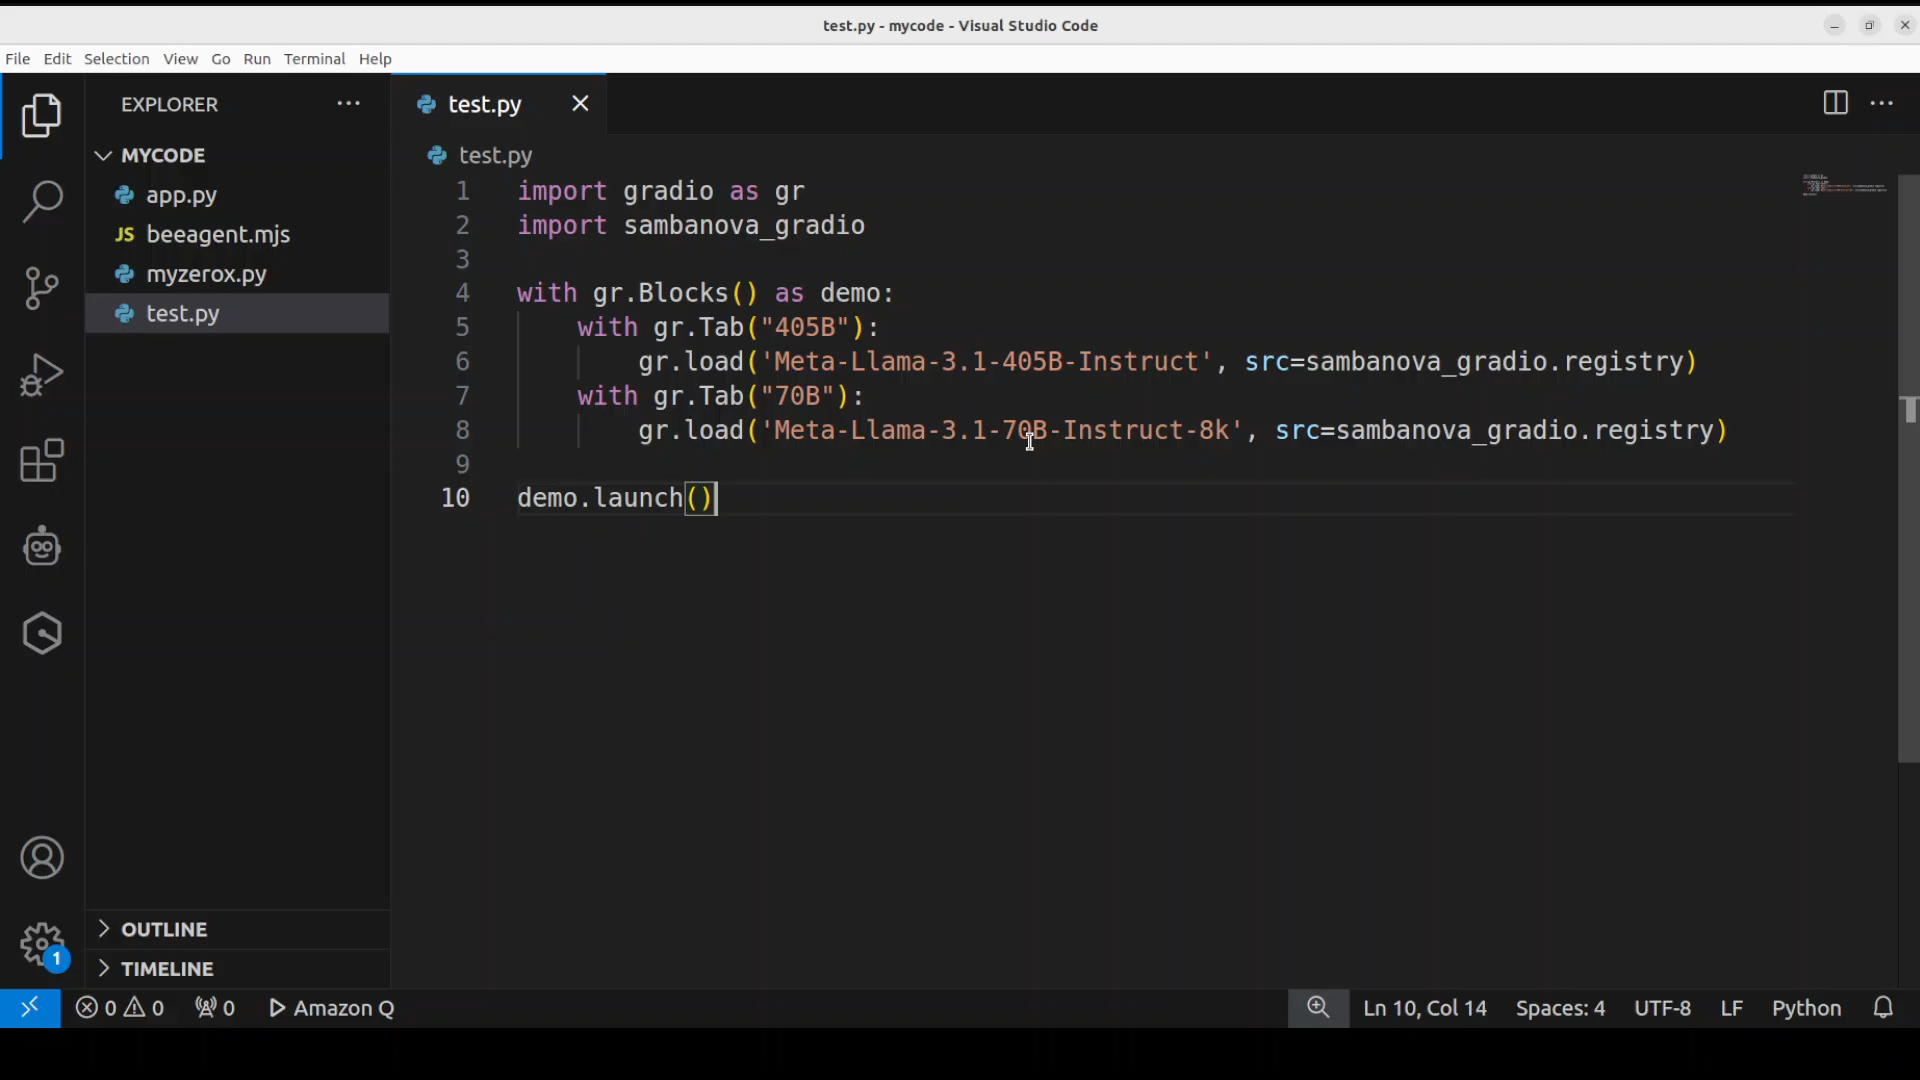 test.py - mycode - Visual Studio Code
File Edit Selection View Go Run Terminal Help
EXPLORER
MYCODE
app.py
JS beeagent.mjs
myzerox.py
test.py
OUTLINE
TIMELINE
test.py
test.py
1 import gradio as gr
2 import sambanova_gradio
3
4 with gr.Blocks() as demo:
5     with gr.Tab("405B"):
6         gr.load('Meta-Llama-3.1-405B-Instruct', src=sambanova_gradio.registry)
7     with gr.Tab("70B"):
8         gr.load('Meta-Llama-3.1-70B-Instruct-8k', src=sambanova_gradio.registry)
9
10 demo.launch()
1
0 0 0 Amazon Q Ln 10, Col 14 Spaces: 4 UTF-8 LF Python